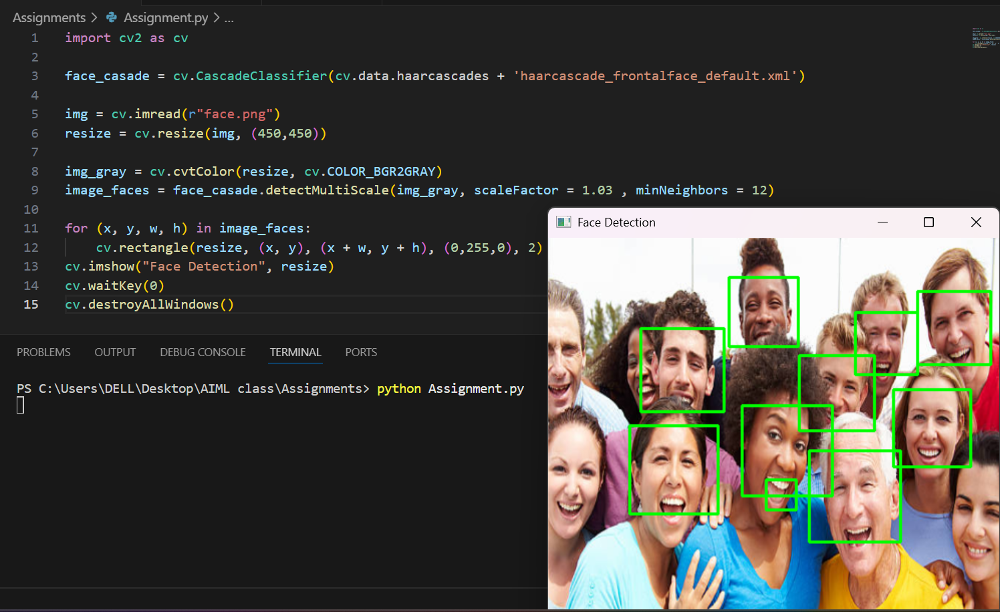 Assignments > Assignment.py > ...
1 import cv2 as cv
2
3 face_casade = cv.CascadeClassifier(cv.data.haarcascades + 'haarcascade_frontalface_default.xml')
4
5 img = cv.imread(r"face.png")
6 resize = cv.resize(img, (450,450))
7
8 img_gray = cv.cvtColor(resize, cv.COLOR_BGR2GRAY)
9 image_faces = face_casade.detectMultiScale(img_gray, scaleFactor = 1.03 , minNeighbors = 12)
10
11 for (x, y, w, h) in image_faces:
12     cv.rectangle(resize, (x, y), (x + w, y + h), (0,255,0), 2)
13 cv.imshow("Face Detection", resize)
14 cv.waitKey(0)
15 cv.destroyAllWindows()
Face Detection
PROBLEMS OUTPUT DEBUG CONSOLE TERMINAL PORTS
PS C:\Users\DELL\Desktop\AIML class\Assignments> python Assignment.py